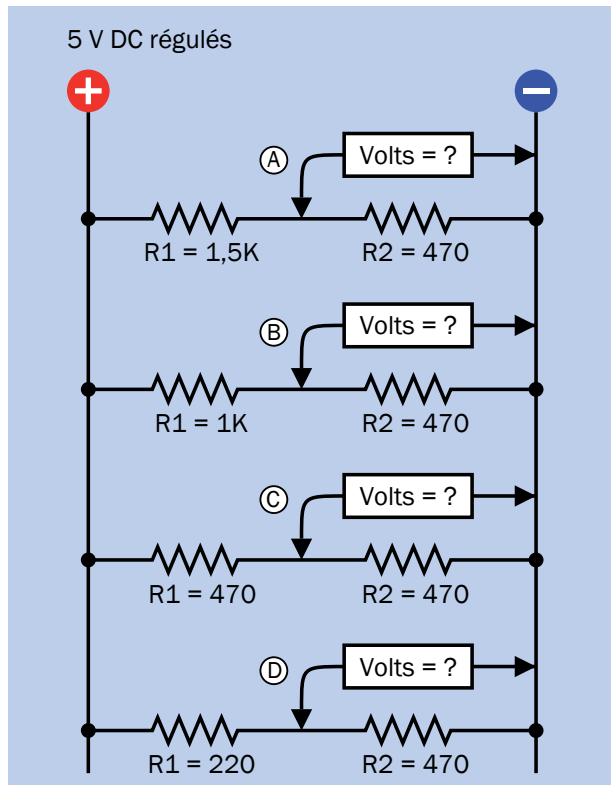 5 V DC régulés
+ −
A Volts = ?
R1 = 1,5K R2 = 470
B Volts = ?
R1 = 1K R2 = 470
C Volts = ?
R1 = 470 R2 = 470
D Volts = ?
R1 = 220 R2 = 470